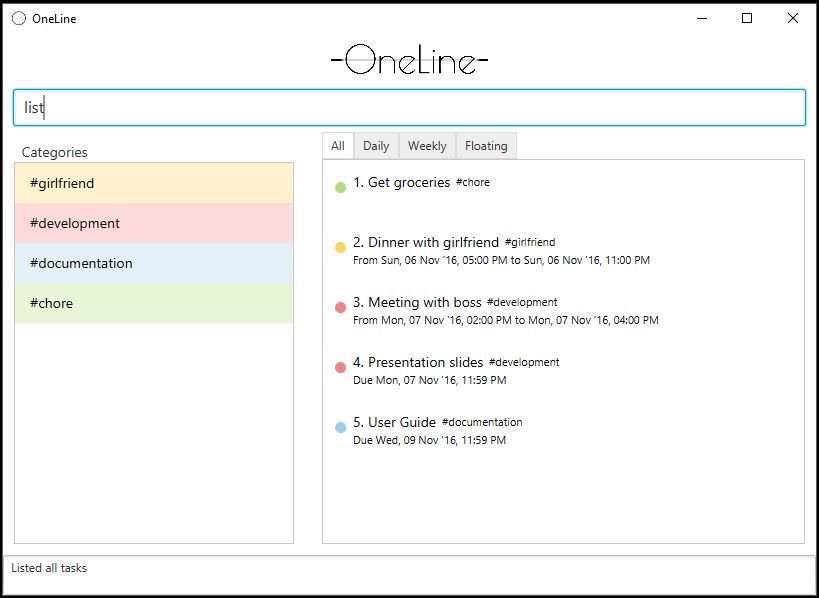 OneLine
OneLine
list
Categories
#girlfriend
#development
#documentation
#chore
All Daily Weekly Floating
1. Get groceries #chore
2. Dinner with girlfriend #girlfriend
From Sun, 06 Nov '16, 05:00 PM to Sun, 06 Nov '16, 11:00 PM
3. Meeting with boss #development
From Mon, 07 Nov '16, 02:00 PM to Mon, 07 Nov '16, 04:00 PM
4. Presentation slides #development
Due Mon, 07 Nov '16, 11:59 PM
5. User Guide #documentation
Due Wed, 09 Nov '16, 11:59 PM
Listed all tasks